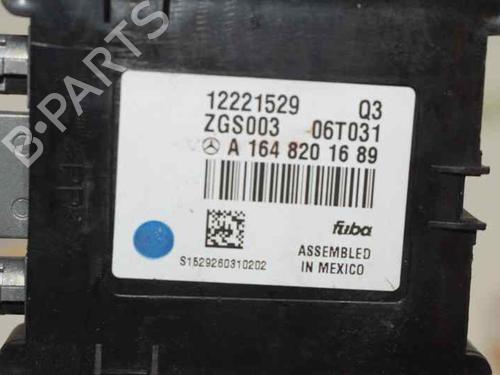 12221529 Q3
ZGS003 06T031
A 164 820 16 89
fuba
S1529260310202
ASSEMBLED
IN MEXICO
B-PARTS